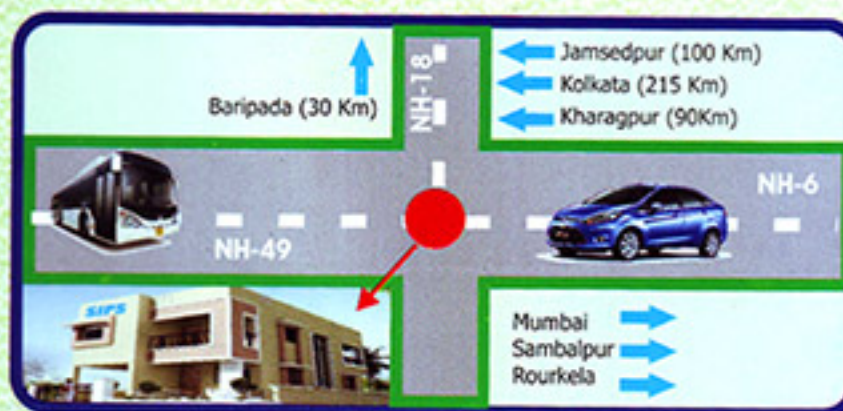 NH-18
Baripada (30 Km)
Jamsedpur (100 Km)
Kolkata (215 Km)
Kharagpur (90Km)
NH-6
NH-49
SIPS
Mumbai
Sambalpur
Rourkela